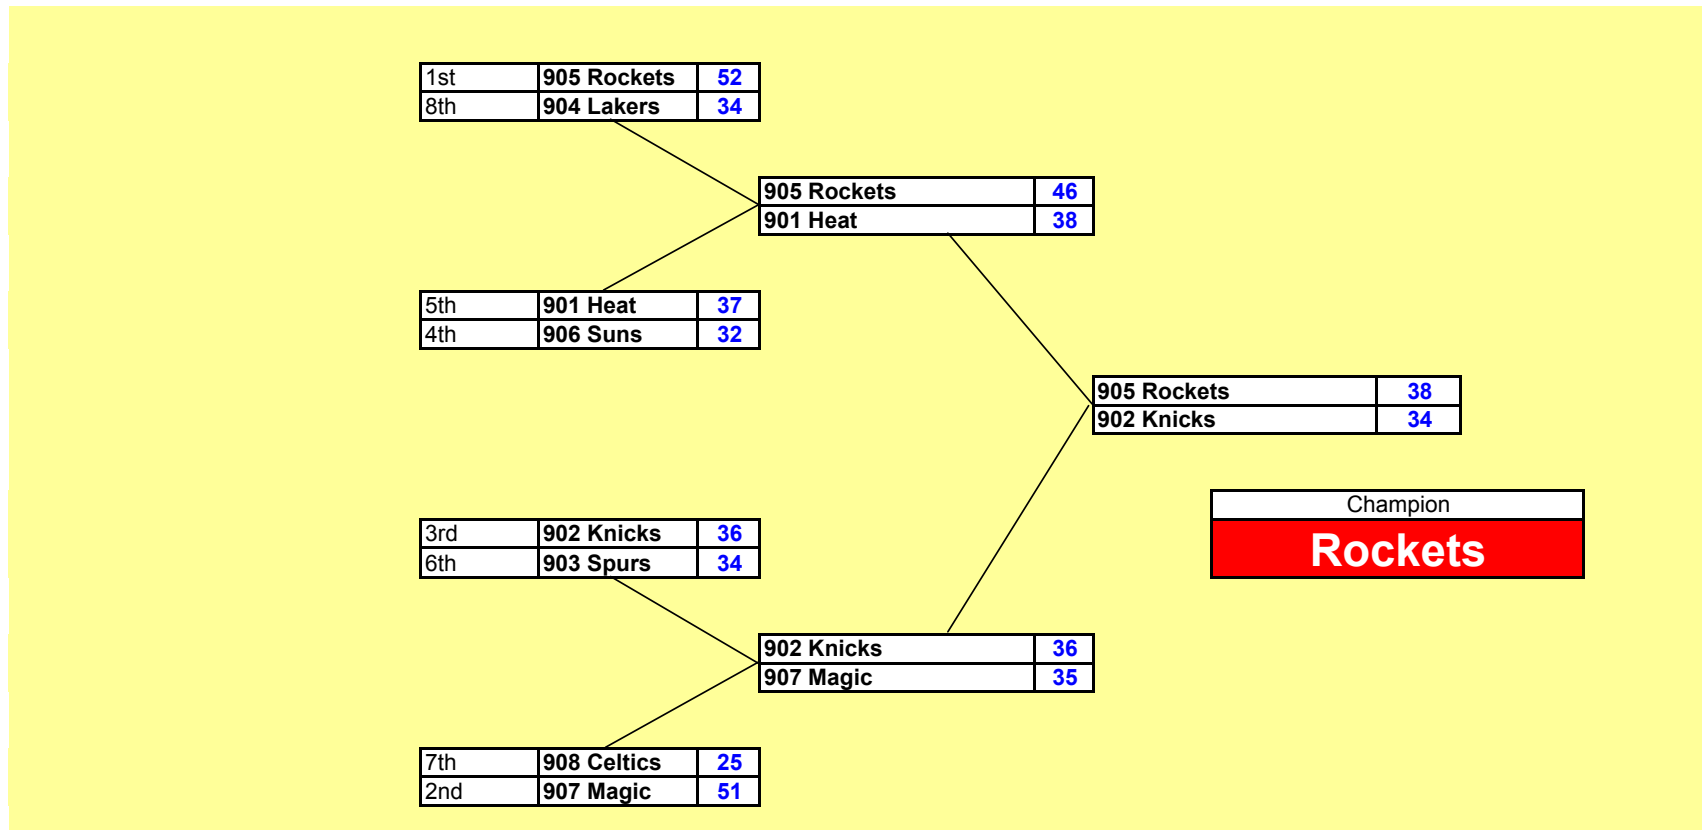 1st 905 Rockets 52
8th 904 Lakers 34
905 Rockets 46
901 Heat 38
5th 901 Heat 37
4th 906 Suns 32
905 Rockets 38
902 Knicks 34
Champion
Rockets
3rd 902 Knicks 36
6th 903 Spurs 34
902 Knicks 36
907 Magic 35
7th 908 Celtics 25
2nd 907 Magic 51